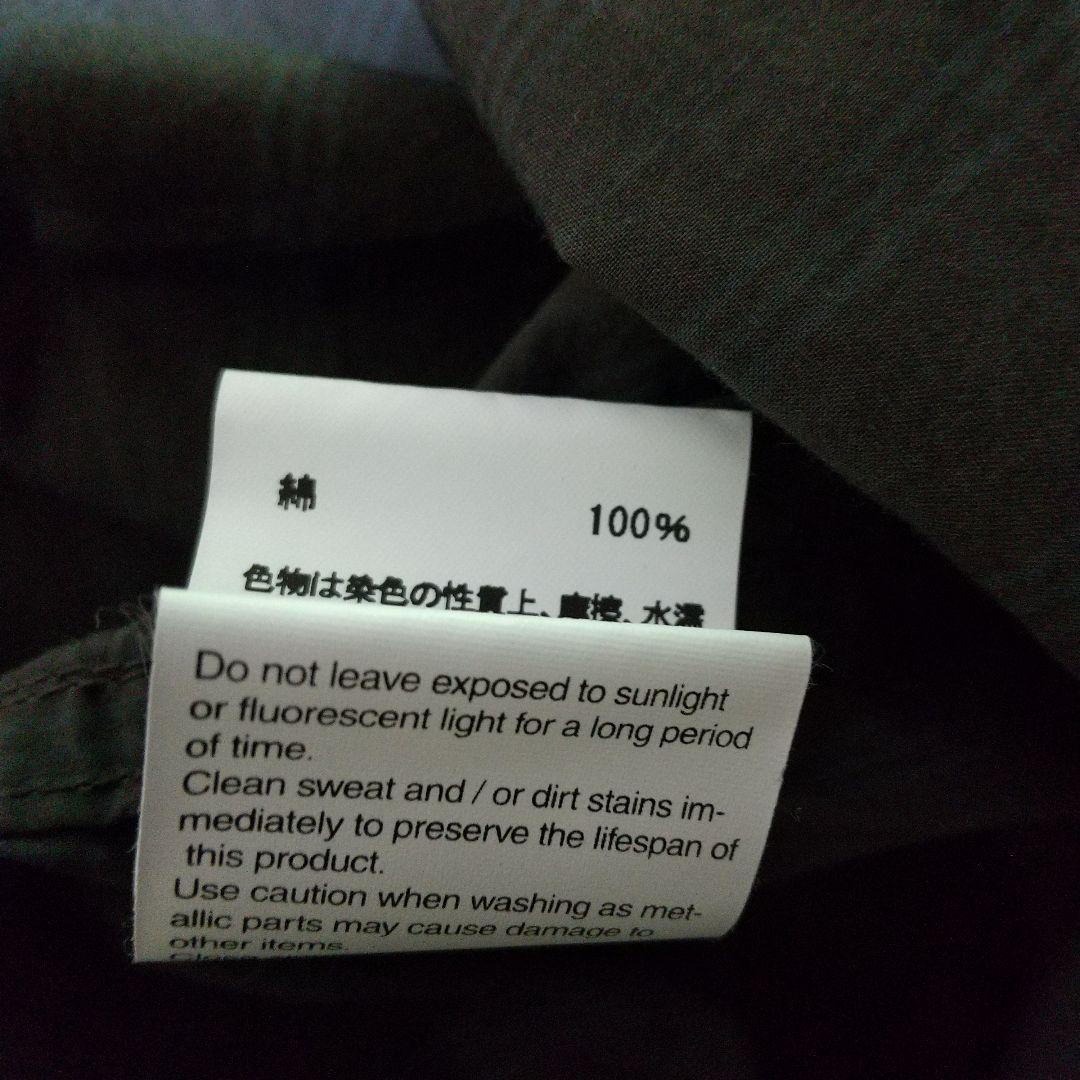 綿 100%
色物は染色の性質上、摩擦、水濡
Do not leave exposed to sunlight
or fluorescent light for a long period
of time.
Clean sweat and / or dirt stains im-
mediately to preserve the lifespan of
this product.
Use caution when washing as met-
allic parts may cause damage to
other items.